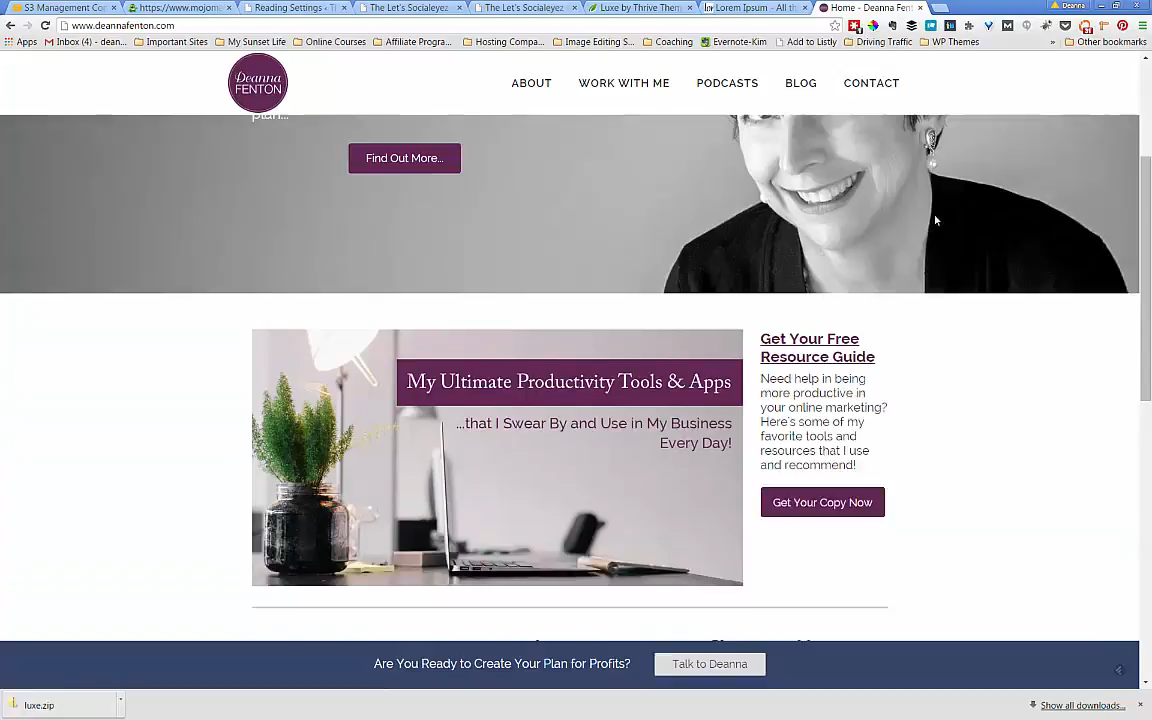 S3 Management Con
https://www.mojom
Reading Settings ‹ Ti
The Let's Socialeyez
The Let's Socialeyez
Luxe by Thrive Them
Lorem Ipsum - All th
Home - Deanna Fent
Deanna
www.deannafenton.com
Apps
Inbox (4) - dean...
Important Sites
My Sunset Life
Online Courses
Affiliate Progra...
Hosting Compa...
Image Editing S...
Coaching
Evernote-Kim
Add to Listly
Driving Traffic
WP Themes
»
Other bookmarks
Deanna
FENTON
ABOUT
WORK WITH ME
PODCASTS
BLOG
CONTACT
plan...
Find Out More...
My Ultimate Productivity Tools & Apps
...that I Swear By and Use in My Business
Every Day!
Get Your Free
Resource Guide
Need help in being
more productive in
your online marketing?
Here's some of my
favorite tools and
resources that I use
and recommend!
Get Your Copy Now
Are You Ready to Create Your Plan for Profits?
Talk to Deanna
luxe.zip
Show all downloads...